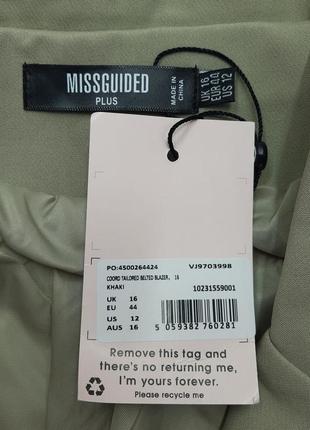 MISSGUIDED
PLUS
MADE IN
CHINA
UK 16
EUR 44
US 12
PO:4500264424
VJ9703998
COORD TAILORED BELTED BLAZER, 16
KHAKI
10231559001
UK 16
EU 44
US 12
AUS 16
5 059382 760281
Remove this tag and
there's no returning me,
I'm yours forever.
Please recycle me